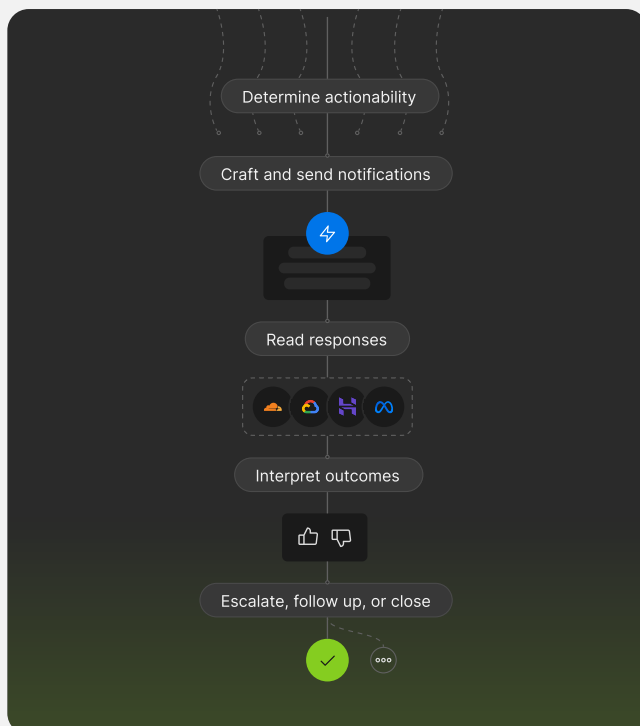 Determine actionability
Craft and send notifications
Read responses
Interpret outcomes
Escalate, follow up, or close